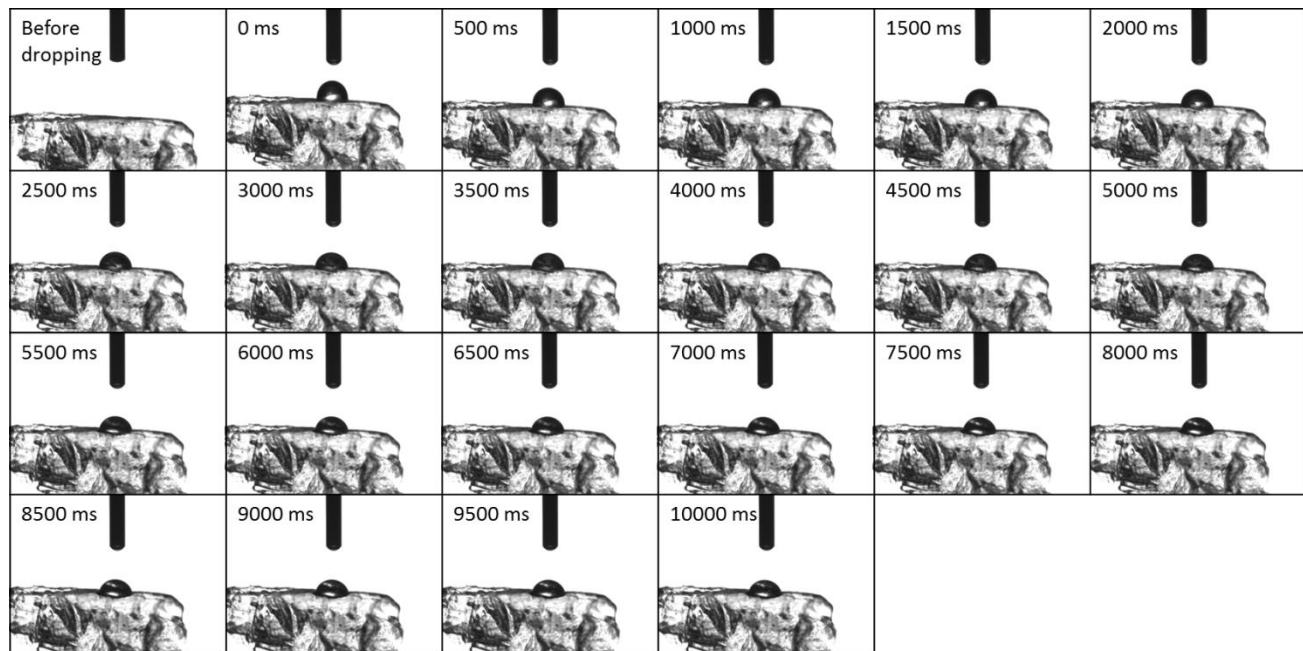 Before
dropping
0 ms
500 ms
1000 ms
1500 ms
2000 ms
2500 ms
3000 ms
3500 ms
4000 ms
4500 ms
5000 ms
5500 ms
6000 ms
6500 ms
7000 ms
7500 ms
8000 ms
8500 ms
9000 ms
9500 ms
10000 ms